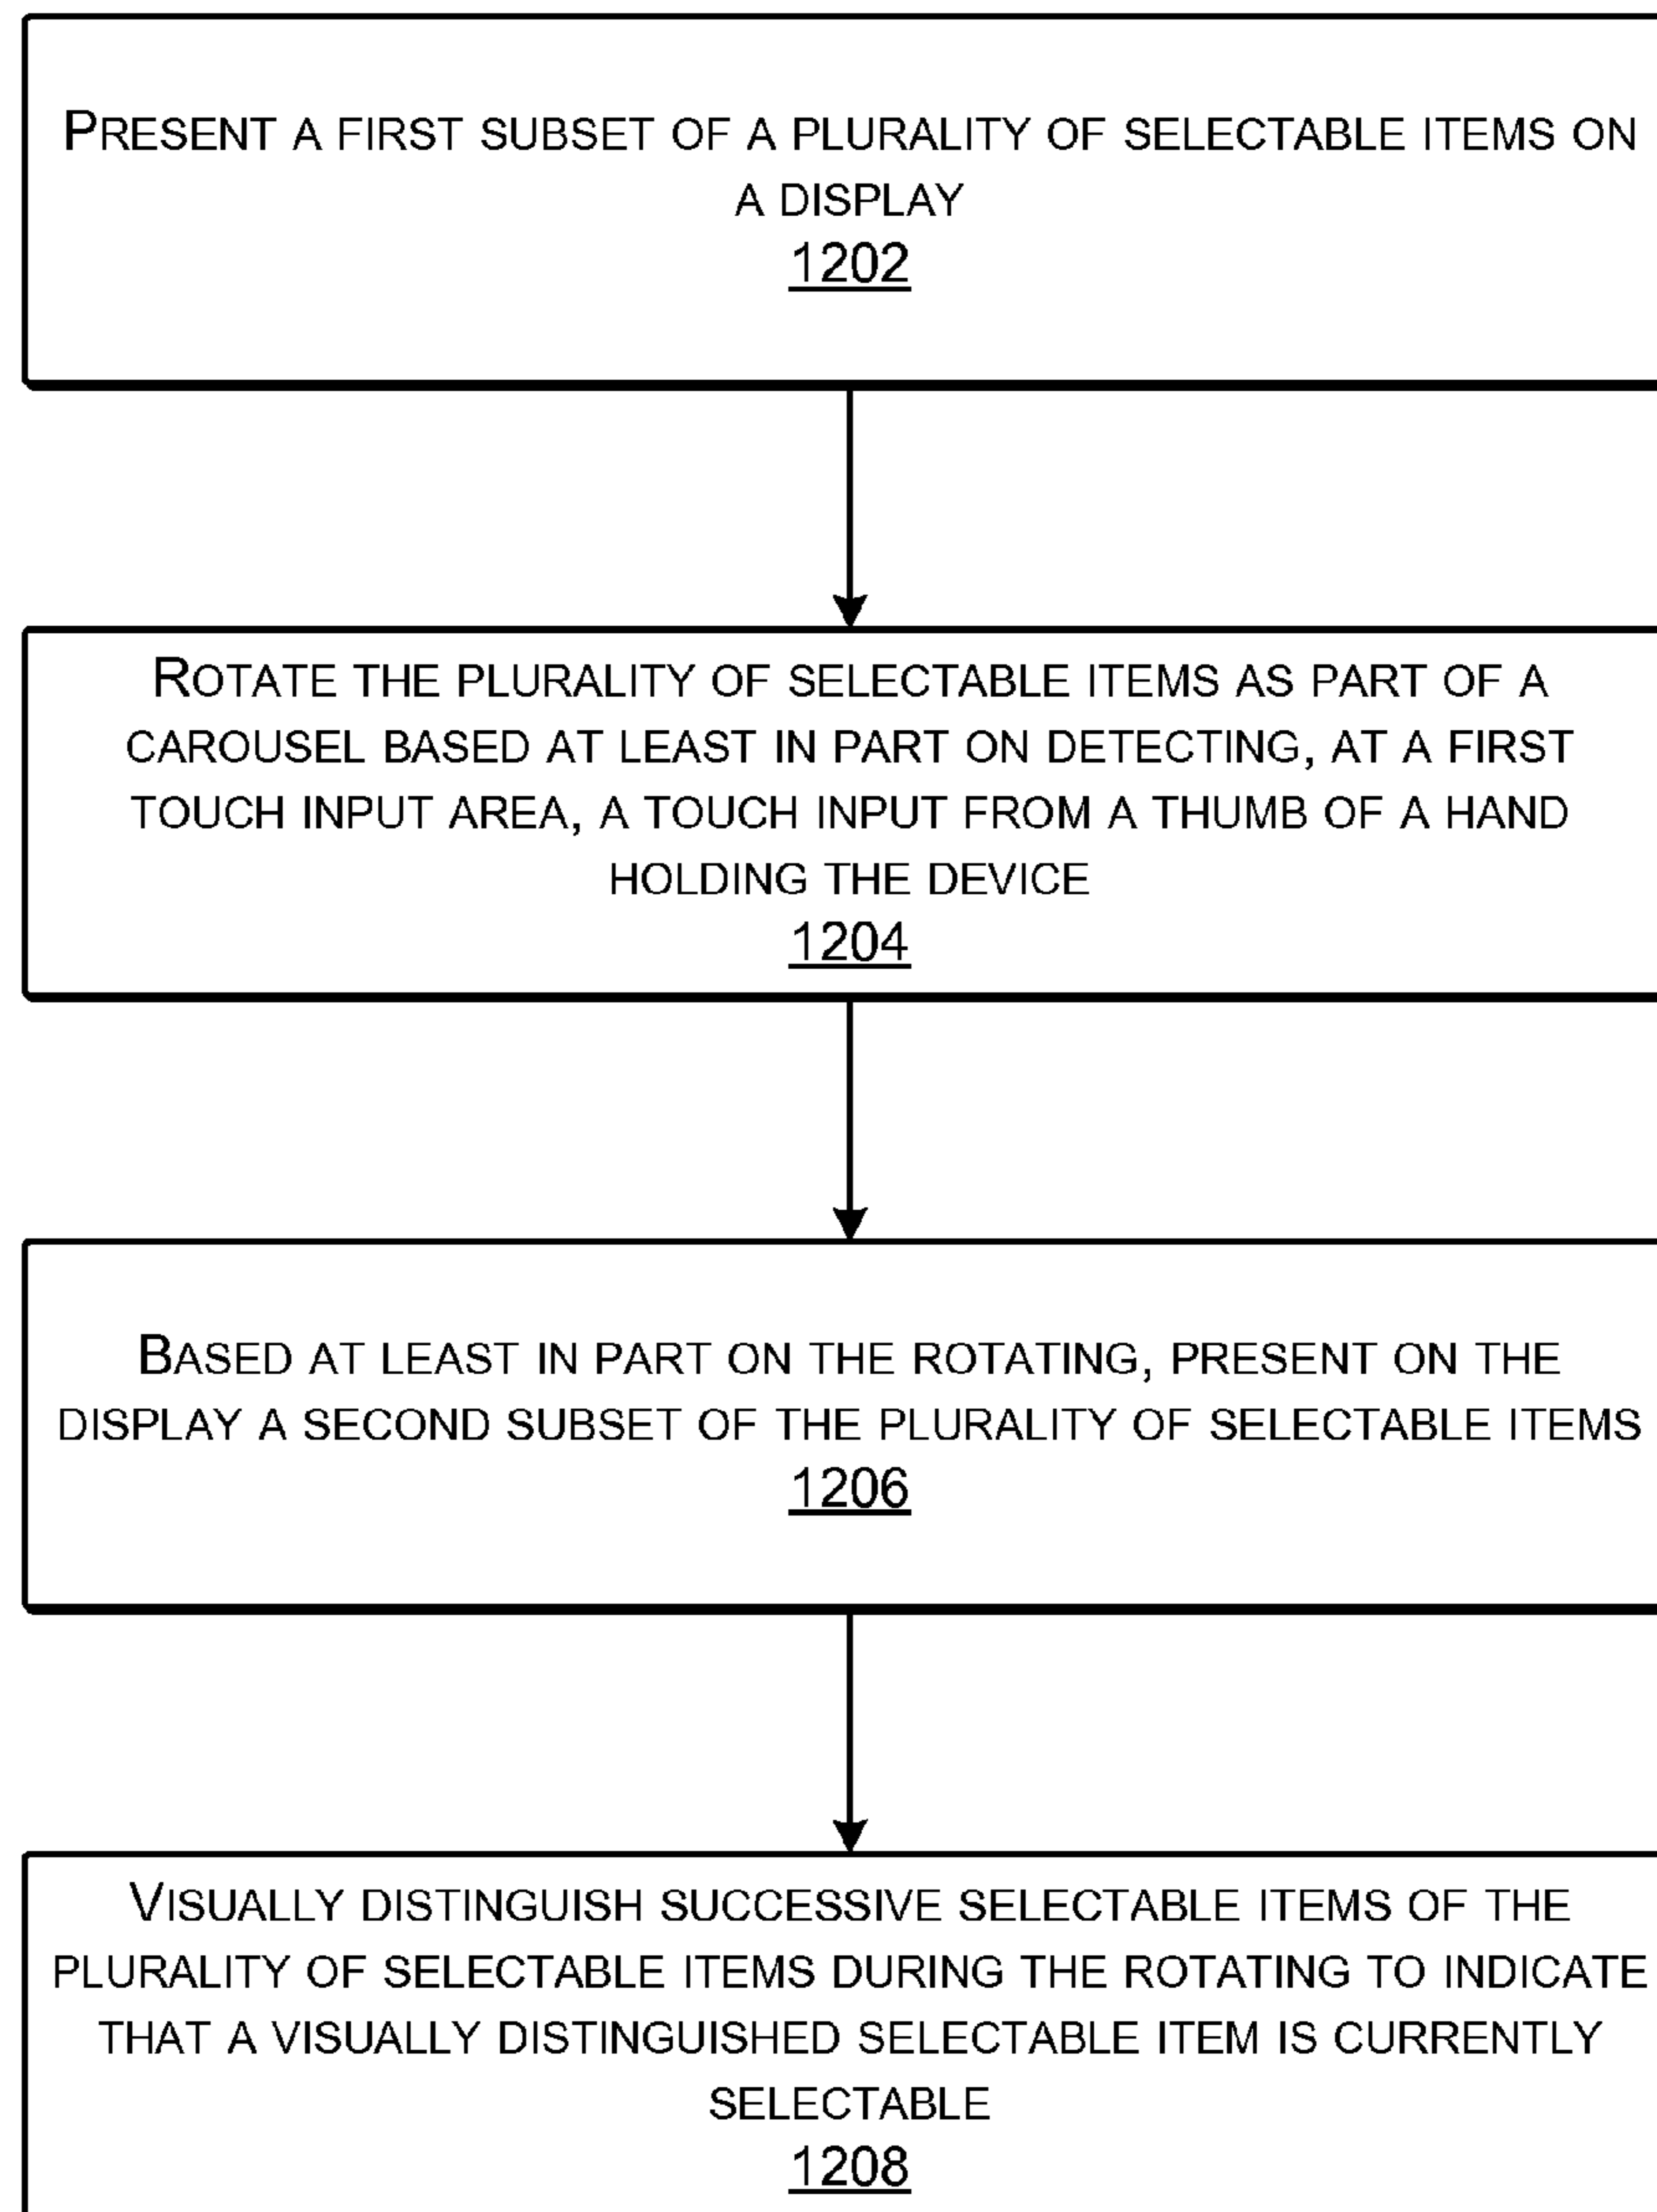 PRESENT A FIRST SUBSET OF A PLURALITY OF SELECTABLE ITEMS ON
A DISPLAY
1202
ROTATE THE PLURALITY OF SELECTABLE ITEMS AS PART OF A
CAROUSEL BASED AT LEAST IN PART ON DETECTING, AT A FIRST
TOUCH INPUT AREA, A TOUCH INPUT FROM A THUMB OF A HAND
HOLDING THE DEVICE
1204
BASED AT LEAST IN PART ON THE ROTATING, PRESENT ON THE
DISPLAY A SECOND SUBSET OF THE PLURALITY OF SELECTABLE ITEMS
1206
VISUALLY DISTINGUISH SUCCESSIVE SELECTABLE ITEMS OF THE
PLURALITY OF SELECTABLE ITEMS DURING THE ROTATING TO INDICATE
THAT A VISUALLY DISTINGUISHED SELECTABLE ITEM IS CURRENTLY
SELECTABLE
1208